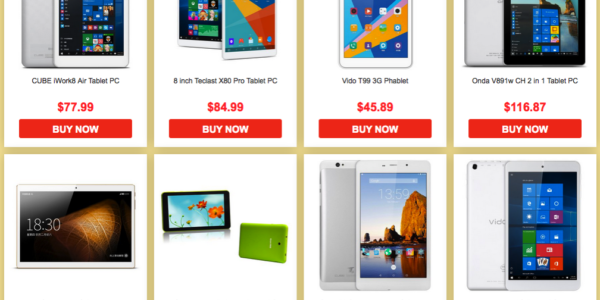 CUBE iWork8 Air Tablet PC
8 inch Teclast X80 Pro Tablet PC
Vido T99 3G Phablet
Onda V891w CH 2 in 1 Tablet PC
$77.99
$84.99
$45.89
$116.87
BUY NOW
BUY NOW
BUY NOW
BUY NOW
18:30
13:59
vido